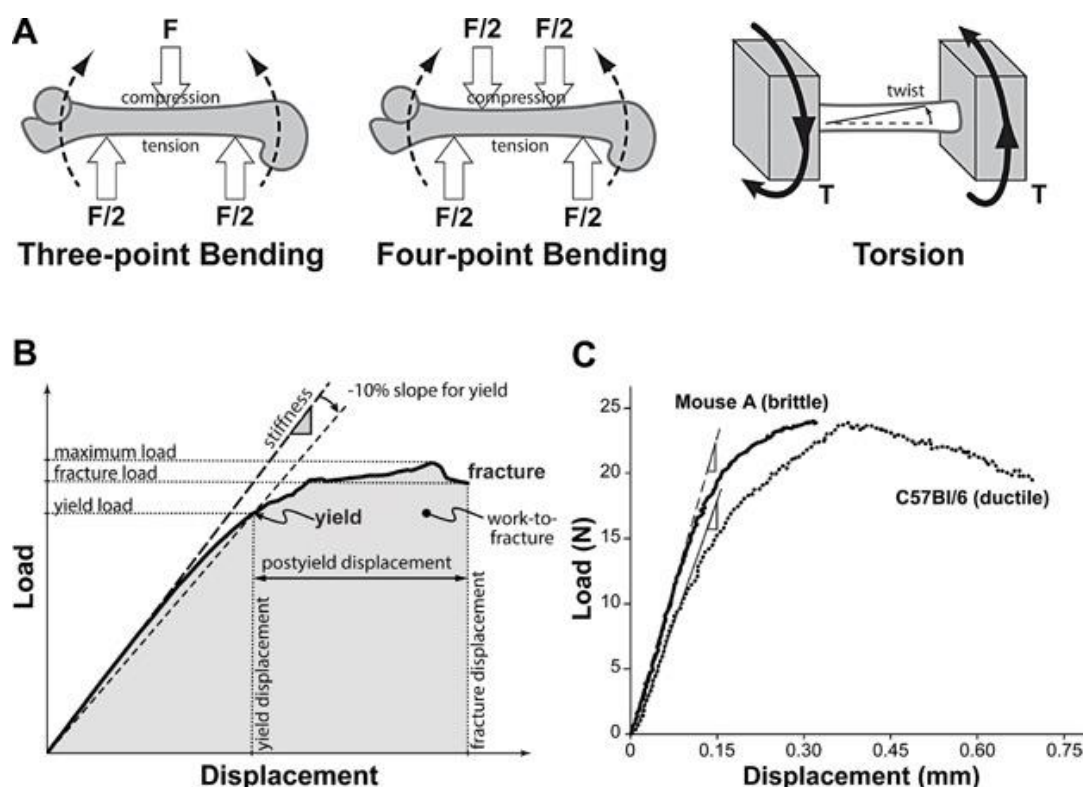 A
F
F/2 F/2
compression
tension
F/2 F/2
Three-point Bending
compression
tension
F/2 F/2
Four-point Bending
twist
T
T
Torsion
B
Load
maximum load
fracture load
yield load
stiffness
-10% slope for yield
fracture
yield
work-to-
fracture
postyield displacement
yield displacement
fracture displacement
Displacement
C
Load (N)
25
20
15
10
5
0
Mouse A (brittle)
C57Bl/6 (ductile)
0 0.15 0.30 0.45 0.60 0.75
Displacement (mm)